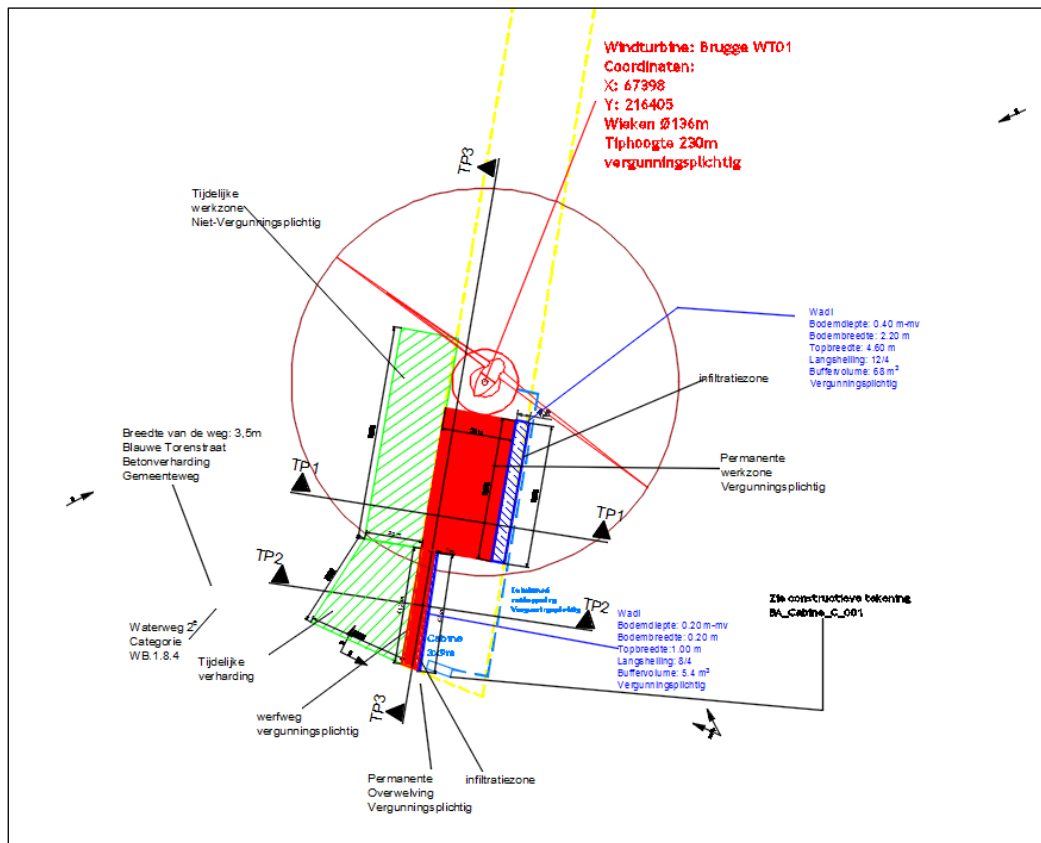 Windturbine: Brugge WT01
Coordinaten:
X: 67398
Y: 216405
Wieken Ø136m
Tiphoogte 230m
vergunningsplichtig
TP3
Tijdelijke
werkzone
Niet-Vergunningsplichtig
Wadi
Bodemdiepte: 0.40 m-mv
Bodembreedte: 2.20 m
Topbreedte: 4.60 m
Langshelling: 12/4
Buffervolume: 68 m³
Vergunningsplichtig
infiltratiezone
Breedte van de weg: 3,5m
Blauwe Torenstraat
Betonverharding
Gemeenteweg
Permanente
werkzone
Vergunningsplichtig
TP1
TP1
TP2
TP2
Zie constructieve tekening
BA_Cabine_C_001
Wadi
Bodemdiepte: 0.20 m-mv
Bodembreedte: 0.20 m
Topbreedte: 1.00 m
Langshelling: 8/4
Buffervolume: 5.4 m³
Vergunningsplichtig
Cabine
Waterweg 2e
Categorie
WB.1.8.4
Tijdelijke
verharding
TP3
werfweg
vergunningsplichtig
Permanente
Overwelving
Vergunningsplichtig
infiltratiezone